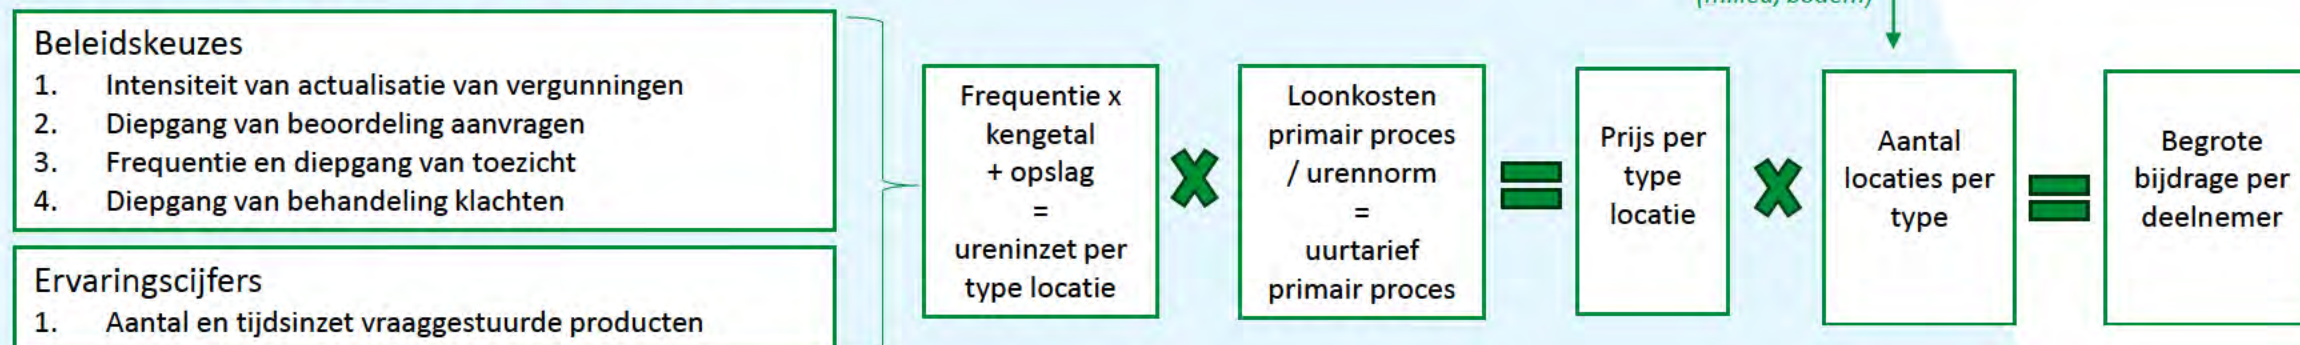 Beleidskeuzes
1. Intensiteit van actualisatie van vergunningen
2. Diepgang van beoordeling aanvragen
3. Frequentie en diepgang van toezicht
4. Diepgang van behandeling klachten
Ervaringscijfers
1. Aantal en tijdsinzet vraaggestuurde producten
Frequentie x
kengetal
+ opslag
=
ureninzet per
type locatie
Loonkosten
primair proces
/ urennorm
=
uurtarief
primair proces
Prijs per
type
locatie
Aantal
locaties per
type
Begrote
bijdrage per
deelnemer